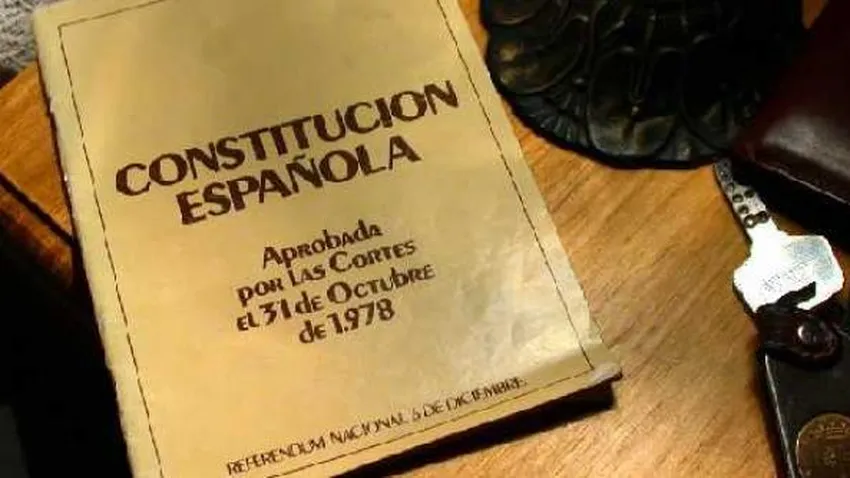 CONSTITUCION
ESPAÑOLA
APROBADA
POR LAS CORTES
EL 31 de OCTUBRE
de 1.978
REFERENDUM NACIONAL 6 DE DICIEMBRE